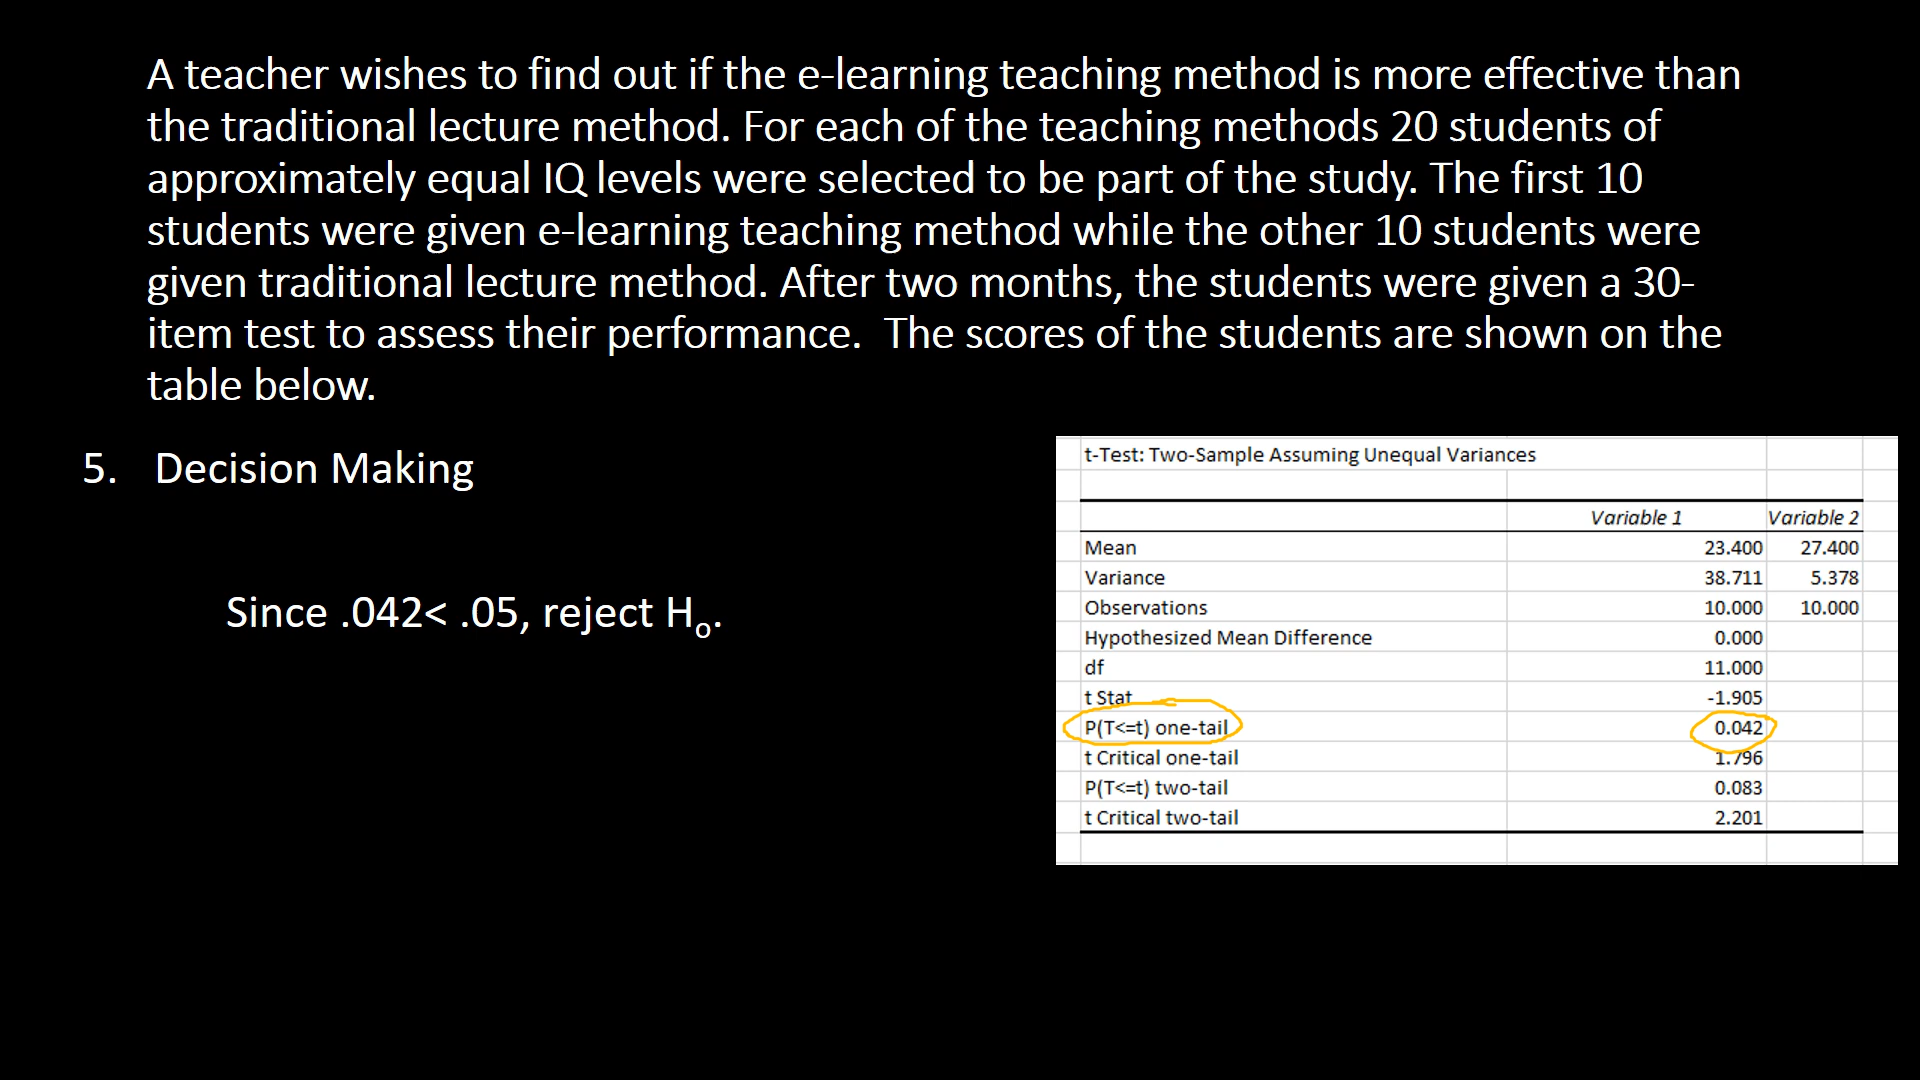 A teacher wishes to find out if the e-learning teaching method is more effective than
the traditional lecture method. For each of the teaching methods 20 students of
approximately equal IQ levels were selected to be part of the study. The first 10
students were given e-learning teaching method while the other 10 students were
given traditional lecture method. After two months, the students were given a 30-
item test to assess their performance.  The scores of the students are shown on the
table below.
5. Decision Making
Since .042< .05, reject Ho.
t-Test: Two-Sample Assuming Unequal Variances
Variable 1 Variable 2
Mean 23.400 27.400
Variance 38.711 5.378
Observations 10.000 10.000
Hypothesized Mean Difference 0.000
df 11.000
t Stat -1.905
P(T<=t) one-tail 0.042
t Critical one-tail 1.796
P(T<=t) two-tail 0.083
t Critical two-tail 2.201